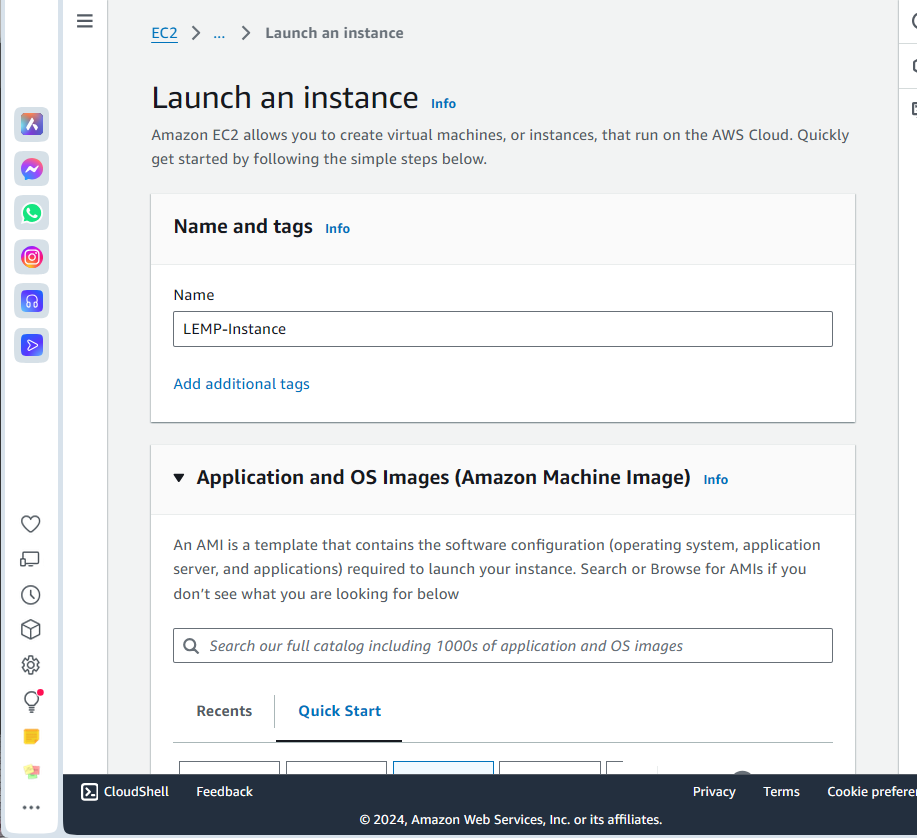 EC2 > ... > Launch an instance
Launch an instance Info
Amazon EC2 allows you to create virtual machines, or instances, that run on the AWS Cloud. Quickly
get started by following the simple steps below.
Name and tags Info
Name
LEMP-Instance
Add additional tags
Application and OS Images (Amazon Machine Image) Info
An AMI is a template that contains the software configuration (operating system, application
server, and applications) required to launch your instance. Search or Browse for AMIs if you
don’t see what you are looking for below
Search our full catalog including 1000s of application and OS images
Recents
Quick Start
CloudShell Feedback Privacy Terms Cookie prefere
© 2024, Amazon Web Services, Inc. or its affiliates.